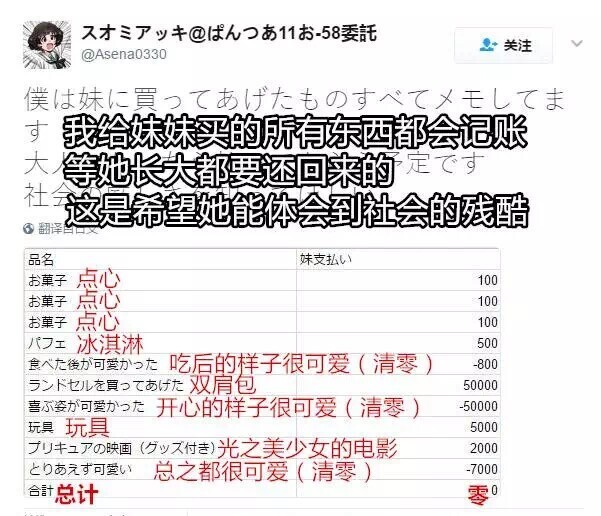 スオミアッキ@ぱんつあ11お-58委託
@Asena0330
关注
僕は妹に買ってあげたものすべてメモしてま
す
我给妹妹买的所有东西都会记账
大人
予定です
等她长大都要还回来的
社会の
这是希望她能体会到社会的残酷
翻译自日文
品名 妹支払い
お菓子 点心 100
お菓子 点心 100
お菓子 点心 100
パフェ 冰淇淋 500
食べた後が可愛かった 吃后的样子很可爱（清零） -800
ランドセルを買ってあげた 双肩包 50000
喜ぶ姿が可愛かった 开心的样子很可爱（清零） -50000
玩具 玩具 5000
プリキュアの映画（グッズ付き） 光之美少女的电影 2000
とりあえず可愛い 总之都很可爱（清零） -7000
合計 总计 零 0